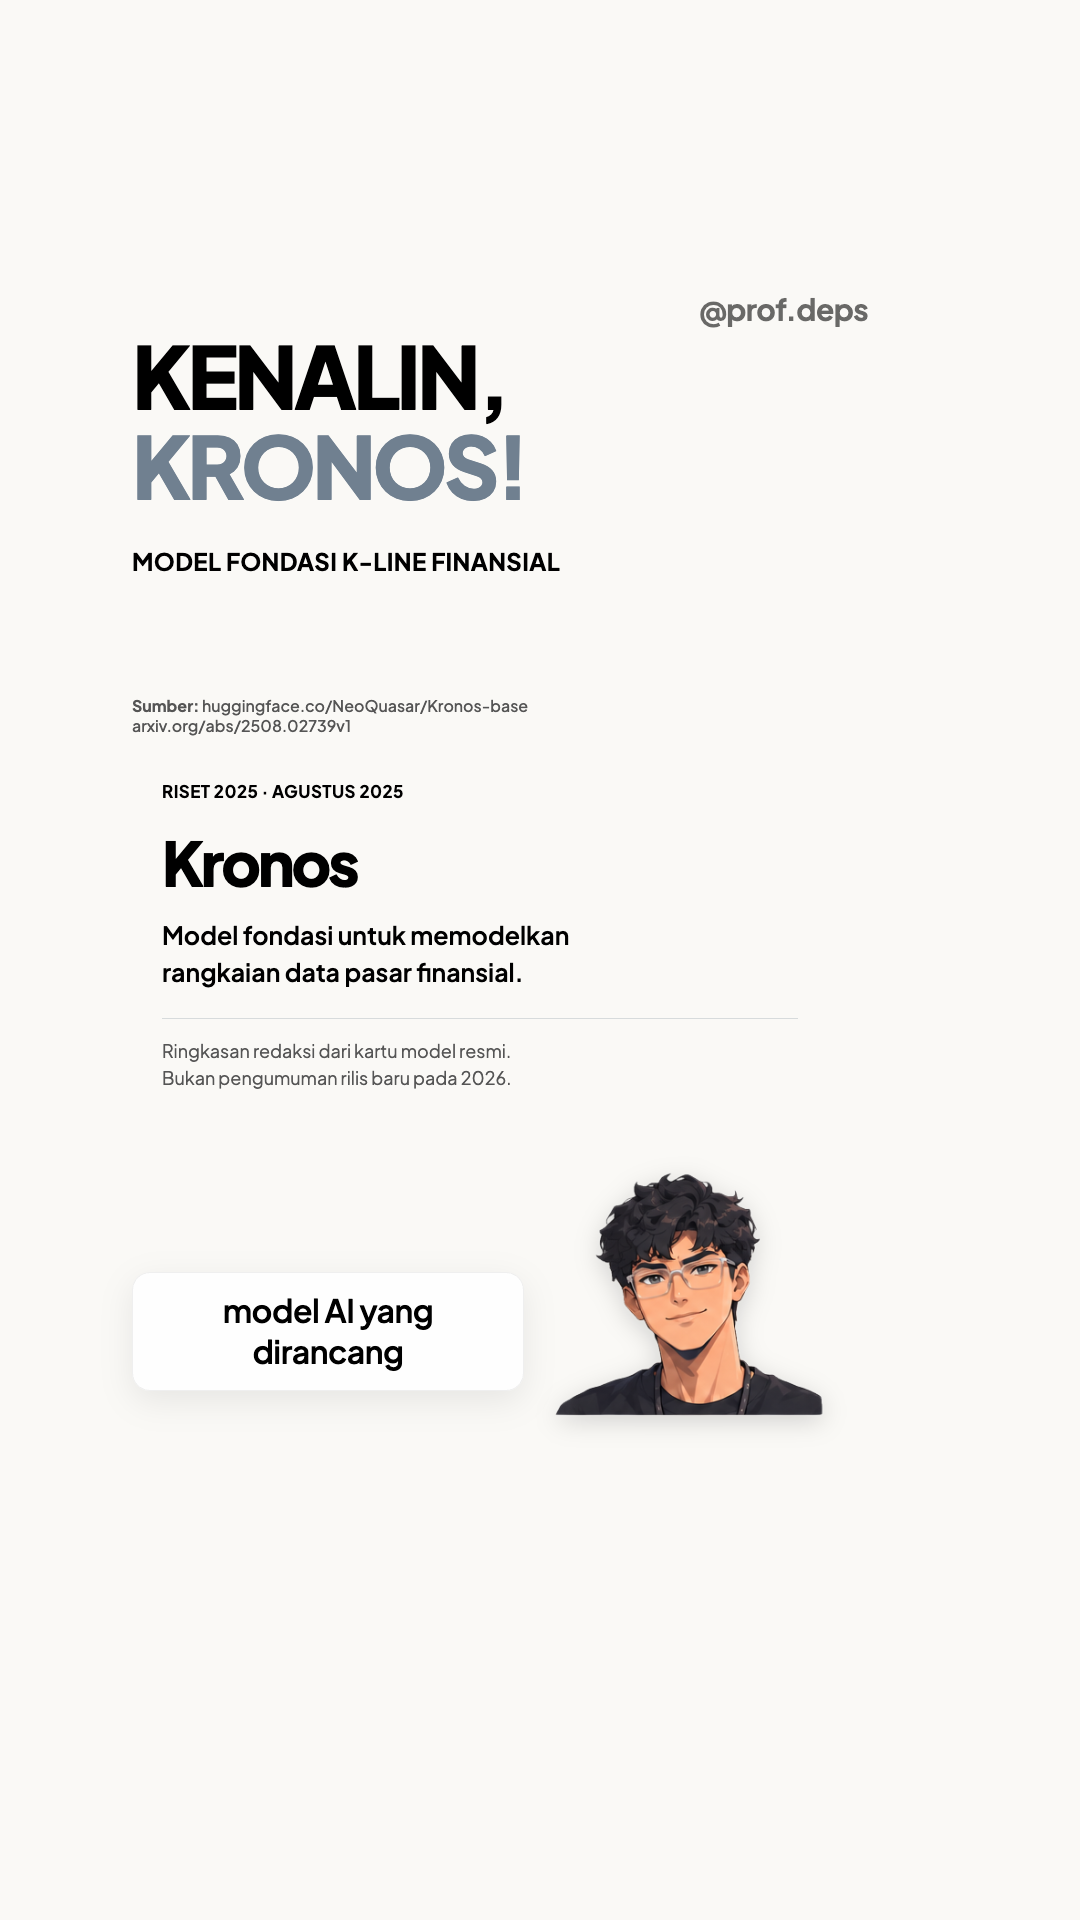 @prof.deps
KENALIN,
KRONOS!
MODEL FONDASI K-LINE FINANSIAL
Sumber: huggingface.co/NeoQuasar/Kronos-base
arxiv.org/abs/2508.02739v1
RISET 2025 · AGUSTUS 2025
Kronos
Model fondasi untuk memodelkan
rangkaian data pasar finansial.
Ringkasan redaksi dari kartu model resmi.
Bukan pengumuman rilis baru pada 2026.
model AI yang
dirancang